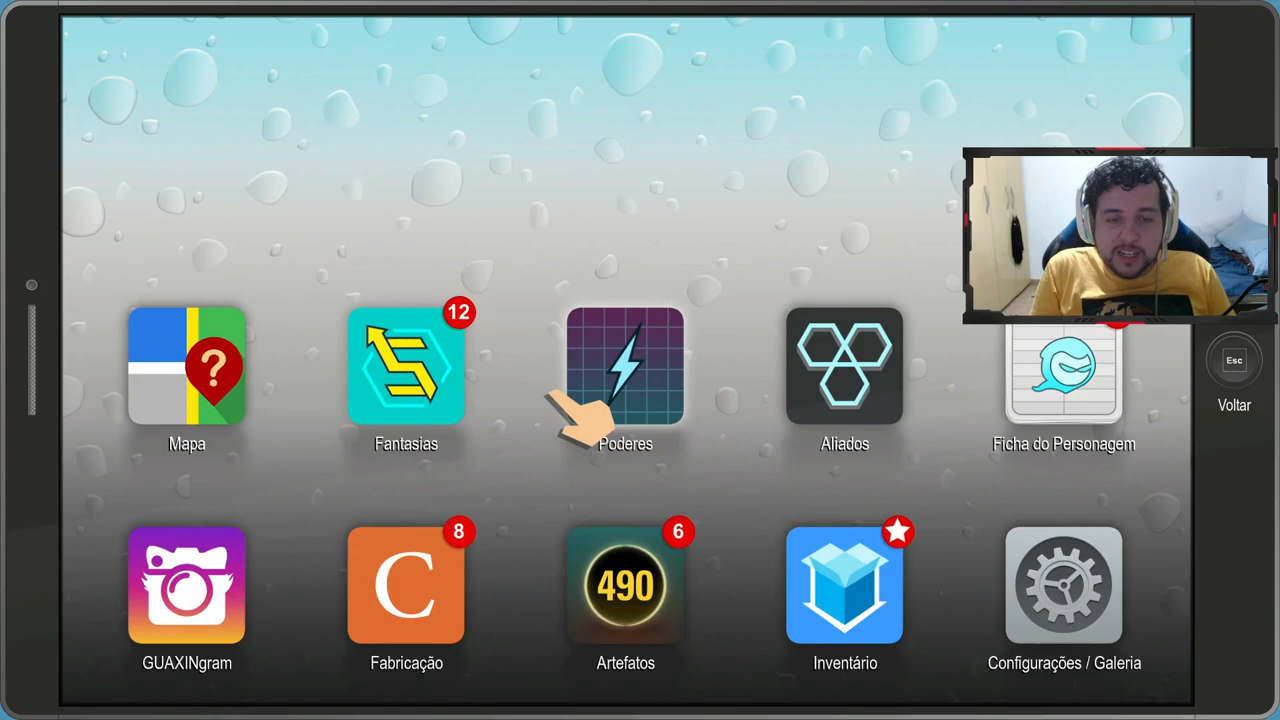 12
Mapa
Fantasias
Poderes
Aliados
Ficha do Personagem
Esc
Voltar
8
C
6
490
GUAXINgram
Fabricação
Artefatos
Inventário
Configurações / Galeria